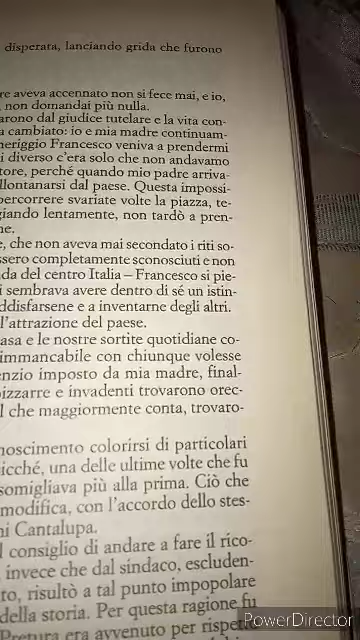 disperata, lanciando grida che furono
re aveva accennato non si fece mai, e io,
non domandai più nulla.
arono dal giudice tutelare e la vita con-
a cambiato: io e mia madre continuam-
neriggio Francesco veniva a prendermi
i diverso c'era solo che non andavamo
tore, perché quando mio padre arriva-
llontanarsi dal paese. Questa impossi-
percorrere svariate volte la piazza, te-
giando lentamente, non tardò a pren-
ne.
e, che non aveva mai secondato i riti so-
ssero completamente sconosciuti e non
da del centro Italia – Francesco si pie-
i sembrava avere dentro di sé un istin-
ddisfarsene e a inventarne degli altri.
l'attrazione del paese.
asa e le nostre sortite quotidiane co-
immancabile con chiunque volesse
enzio imposto da mia madre, final-
izzarre e invadenti trovarono orec-
l che maggiormente conta, trovaro-
noscimento colorirsi di particolari
icché, una delle ultime volte che fu
somigliava più alla prima. Ciò che
modifica, con l'accordo dello stes-
ni Cantalupa.
l consiglio di andare a fare il rico-
invece che dal sindaco, escluden-
to, risultò a tal punto impopolare
della storia. Per questa ragione fu
Pretura era avvenuto per rispetto
PowerDirector